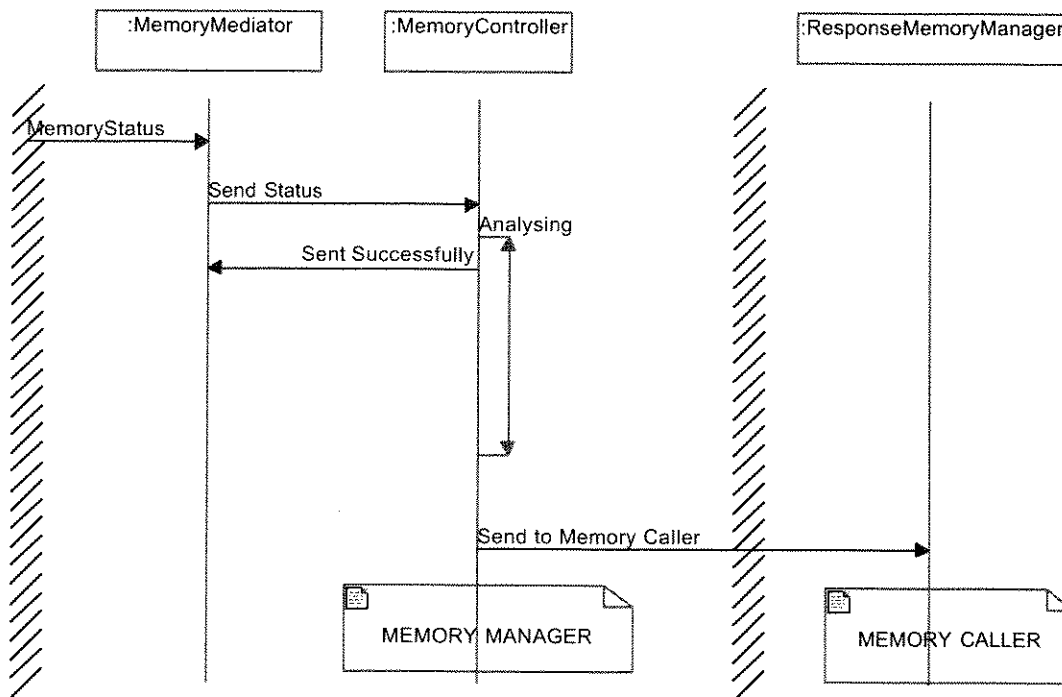 :MemoryMediator
:MemoryController
:ResponseMemoryManager
MemoryStatus
Send Status
Analysing
Sent Successfully
Send to Memory Caller
MEMORY MANAGER
MEMORY CALLER